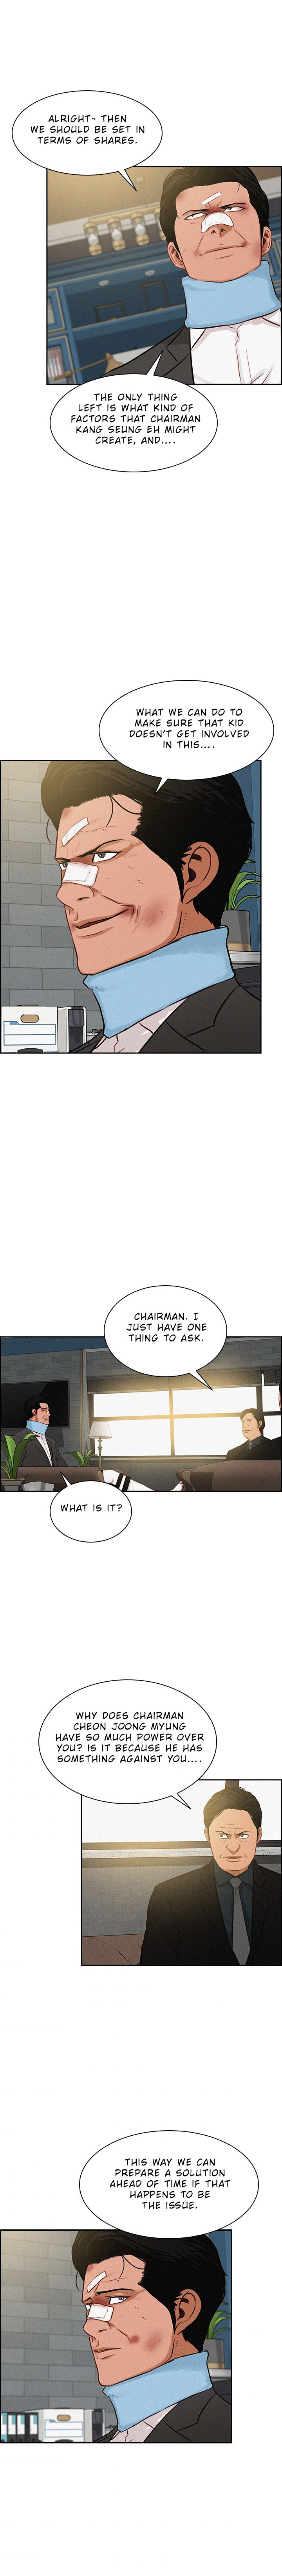 ALRIGHT~ THEN
WE SHOULD BE SET IN
TERMS OF SHARES.
THE ONLY THING
LEFT IS WHAT KIND OF
FACTORS THAT CHAIRMAN
KANG SEUNG EH MIGHT
CREATE, AND....
WHAT WE CAN DO TO
MAKE SURE THAT KID
DOESN'T GET INVOLVED
IN THIS....
CHAIRMAN. I
JUST HAVE ONE
THING TO ASK.
WHAT IS IT?
WHY DOES CHAIRMAN
CHEON JOONG MYUNG
HAVE SO MUCH POWER OVER
YOU? IS IT BECAUSE HE HAS
SOMETHING AGAINST YOU....
THIS WAY WE CAN
PREPARE A SOLUTION
AHEAD OF TIME IF THAT
HAPPENS TO BE
THE ISSUE.